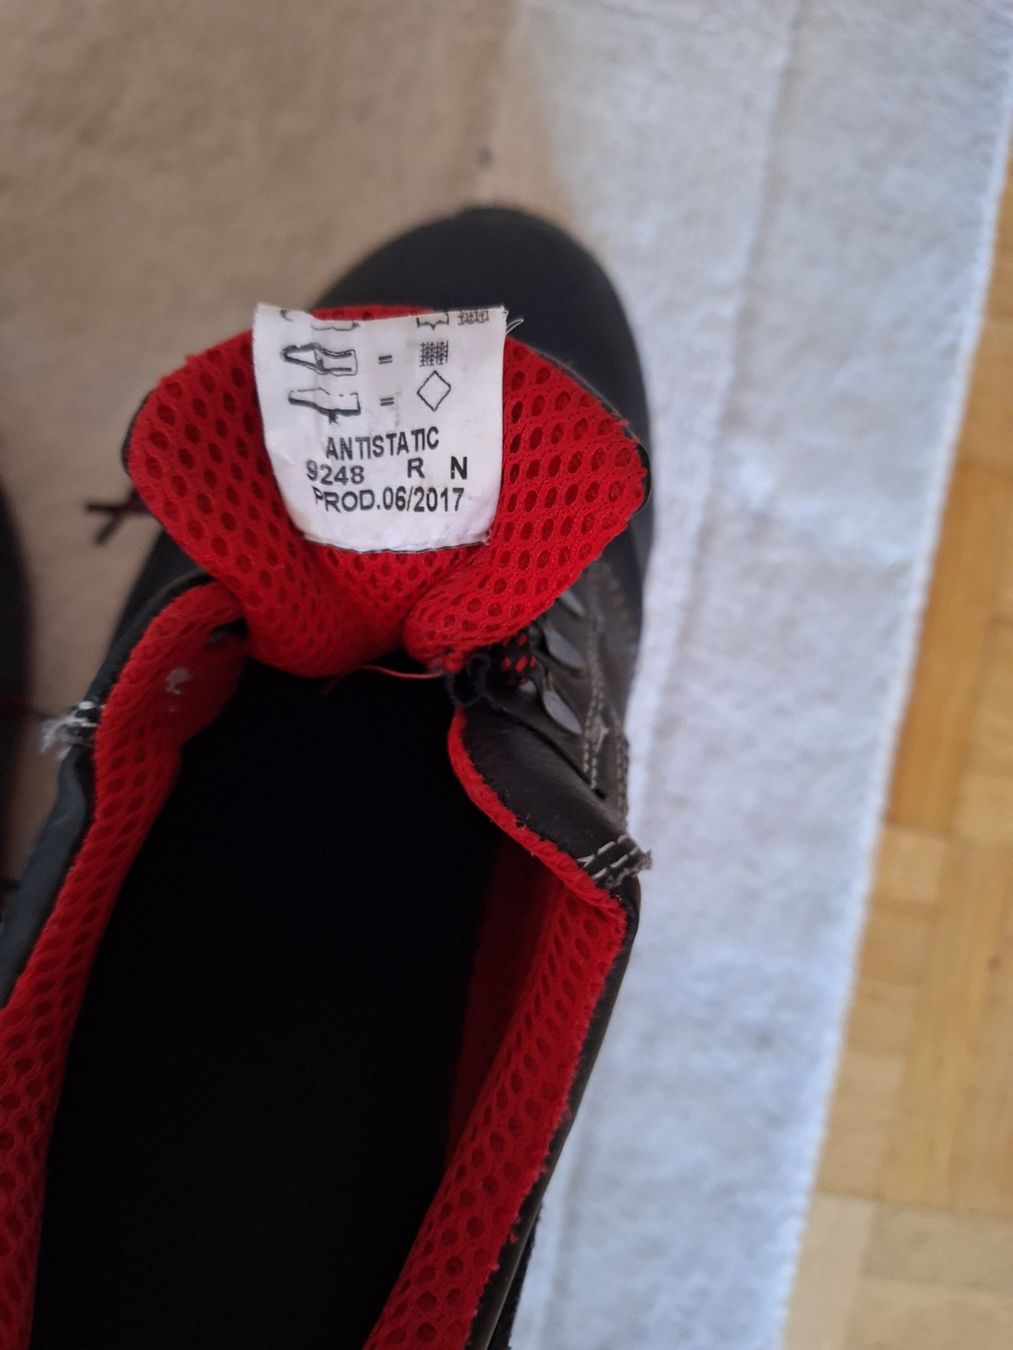 ANTISTATIC
9248 R N
PROD.06/2017